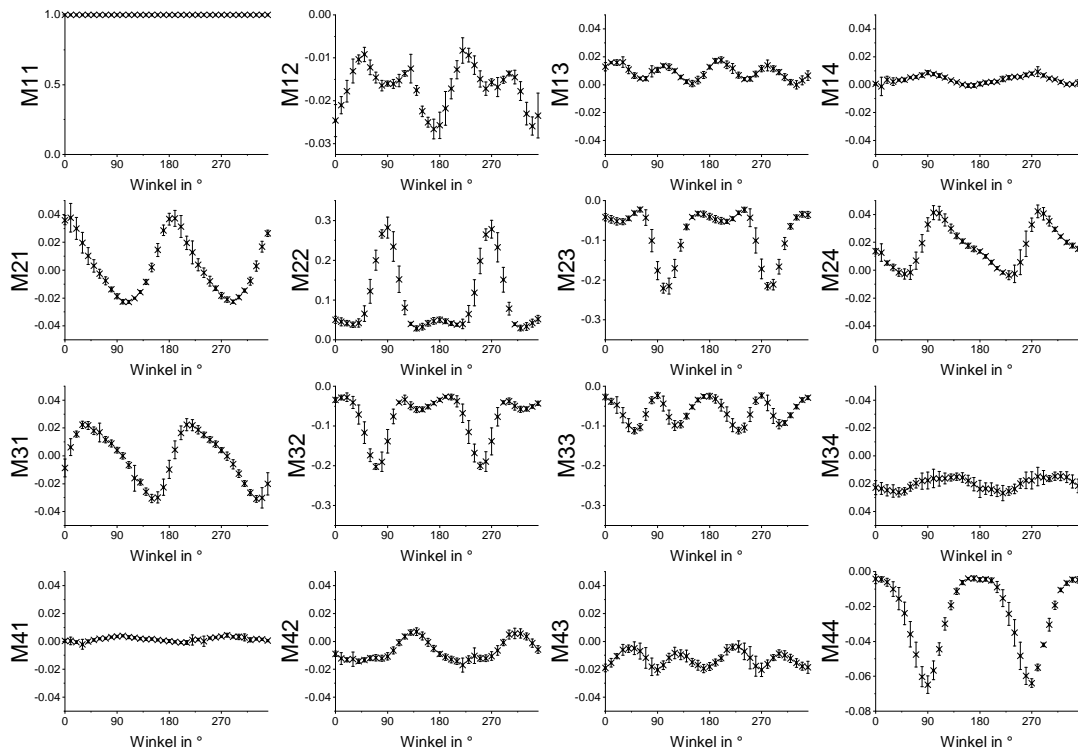 M11
1.0
0.5
0.0
0 90 180 270
Winkel in °
M12
0.00
-0.01
-0.02
-0.03
0 90 180 270
Winkel in °
M13
0.04
0.02
0.00
-0.02
-0.04
0 90 180 270
Winkel in °
M14
0.04
0.02
0.00
-0.02
-0.04
0 90 180 270
Winkel in °
M21
0.04
0.02
0.00
-0.02
-0.04
0 90 180 270
Winkel in °
M22
0.3
0.2
0.1
0.0
0 90 180 270
Winkel in °
M23
0.0
-0.1
-0.2
-0.3
0 90 180 270
Winkel in °
M24
0.04
0.02
0.00
-0.02
-0.04
0 90 180 270
Winkel in °
M31
0.04
0.02
0.00
-0.02
-0.04
0 90 180 270
Winkel in °
M32
0.0
-0.1
-0.2
-0.3
0 90 180 270
Winkel in °
M33
0.0
-0.1
-0.2
-0.3
0 90 180 270
Winkel in °
M34
-0.04
-0.02
0.00
0.02
0.04
0 90 180 270
Winkel in °
M41
0.04
0.02
0.00
-0.02
-0.04
0 90 180 270
Winkel in °
M42
0.04
0.02
0.00
-0.02
-0.04
0 90 180 270
Winkel in °
M43
0.04
0.02
0.00
-0.02
-0.04
0 90 180 270
Winkel in °
M44
0.00
-0.02
-0.04
-0.06
-0.08
0 90 180 270
Winkel in °